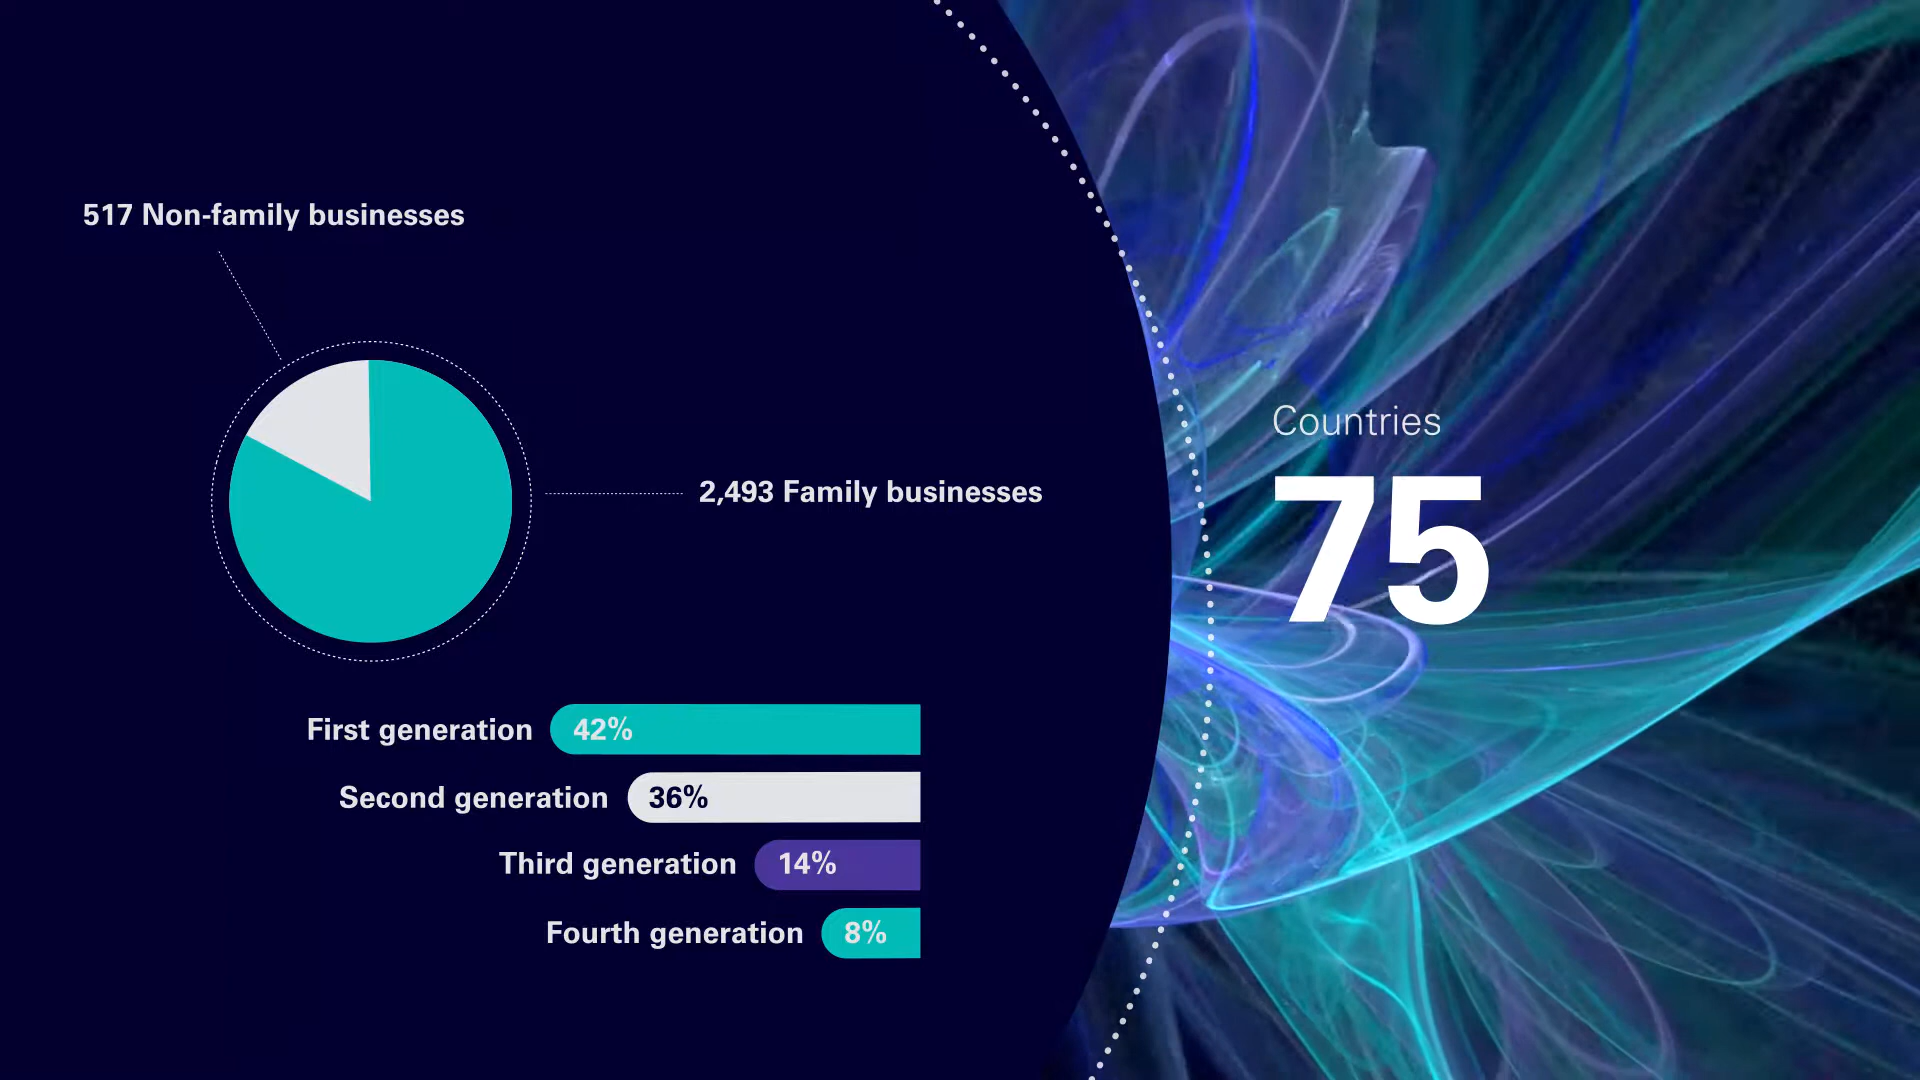 517 Non-family businesses
2,493 Family businesses
Countries
75
First generation 42%
Second generation 36%
Third generation 14%
Fourth generation 8%